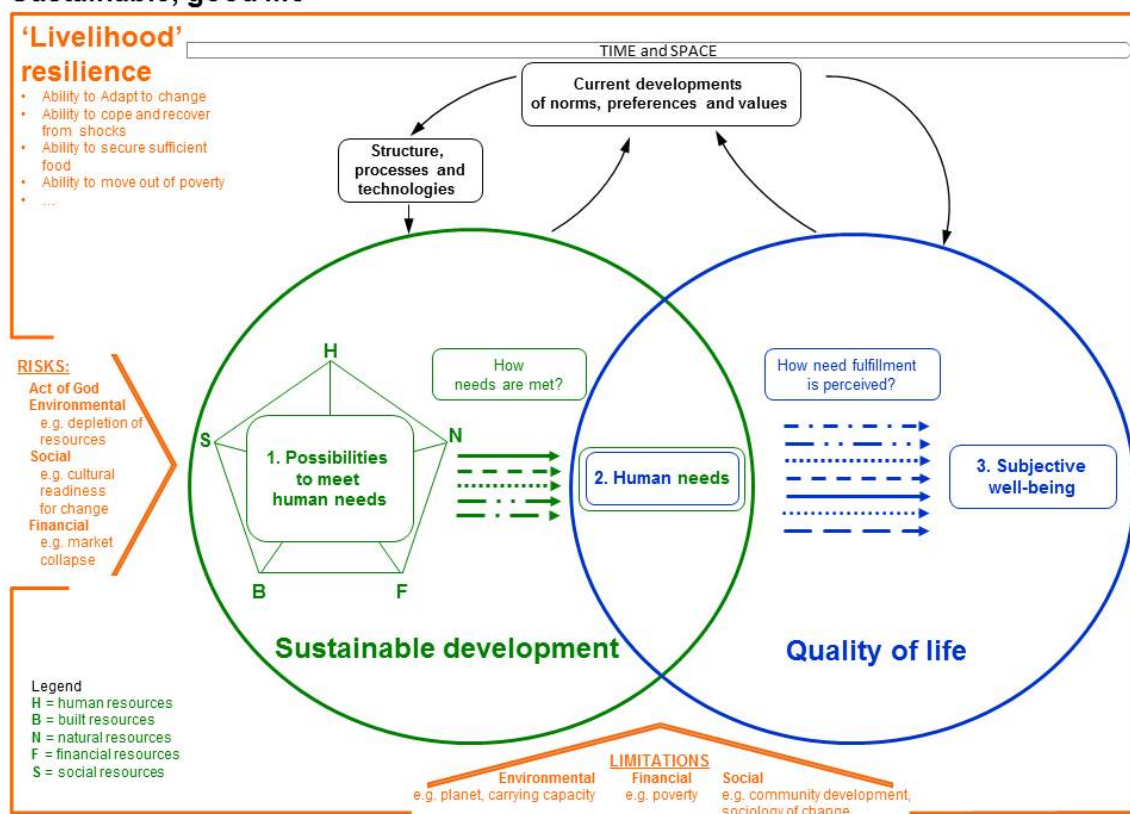 ‘Livelihood’
resilience
• Ability to Adapt to change
• Ability to cope and recover
from shocks
• Ability to secure sufficient
food
• Ability to move out of poverty
• ...
TIME and SPACE
Current developments
of norms, preferences and values
Structure,
processes and
technologies
RISKS:
Act of God
Environmental
e.g. depletion of
resources
Social
e.g. cultural
readiness
for change
Financial
e.g. market
collapse
H
S
N
B
F
1. Possibilities
to meet
human needs
How
needs are met?
2. Human needs
How need fulfillment
is perceived?
3. Subjective
well-being
Sustainable development
Quality of life
Legend
H = human resources
B = built resources
N = natural resources
F = financial resources
S = social resources
LIMITATIONS
Environmental
e.g. planet, carrying capacity
Financial
e.g. poverty
Social
e.g. community development,
sociology of change